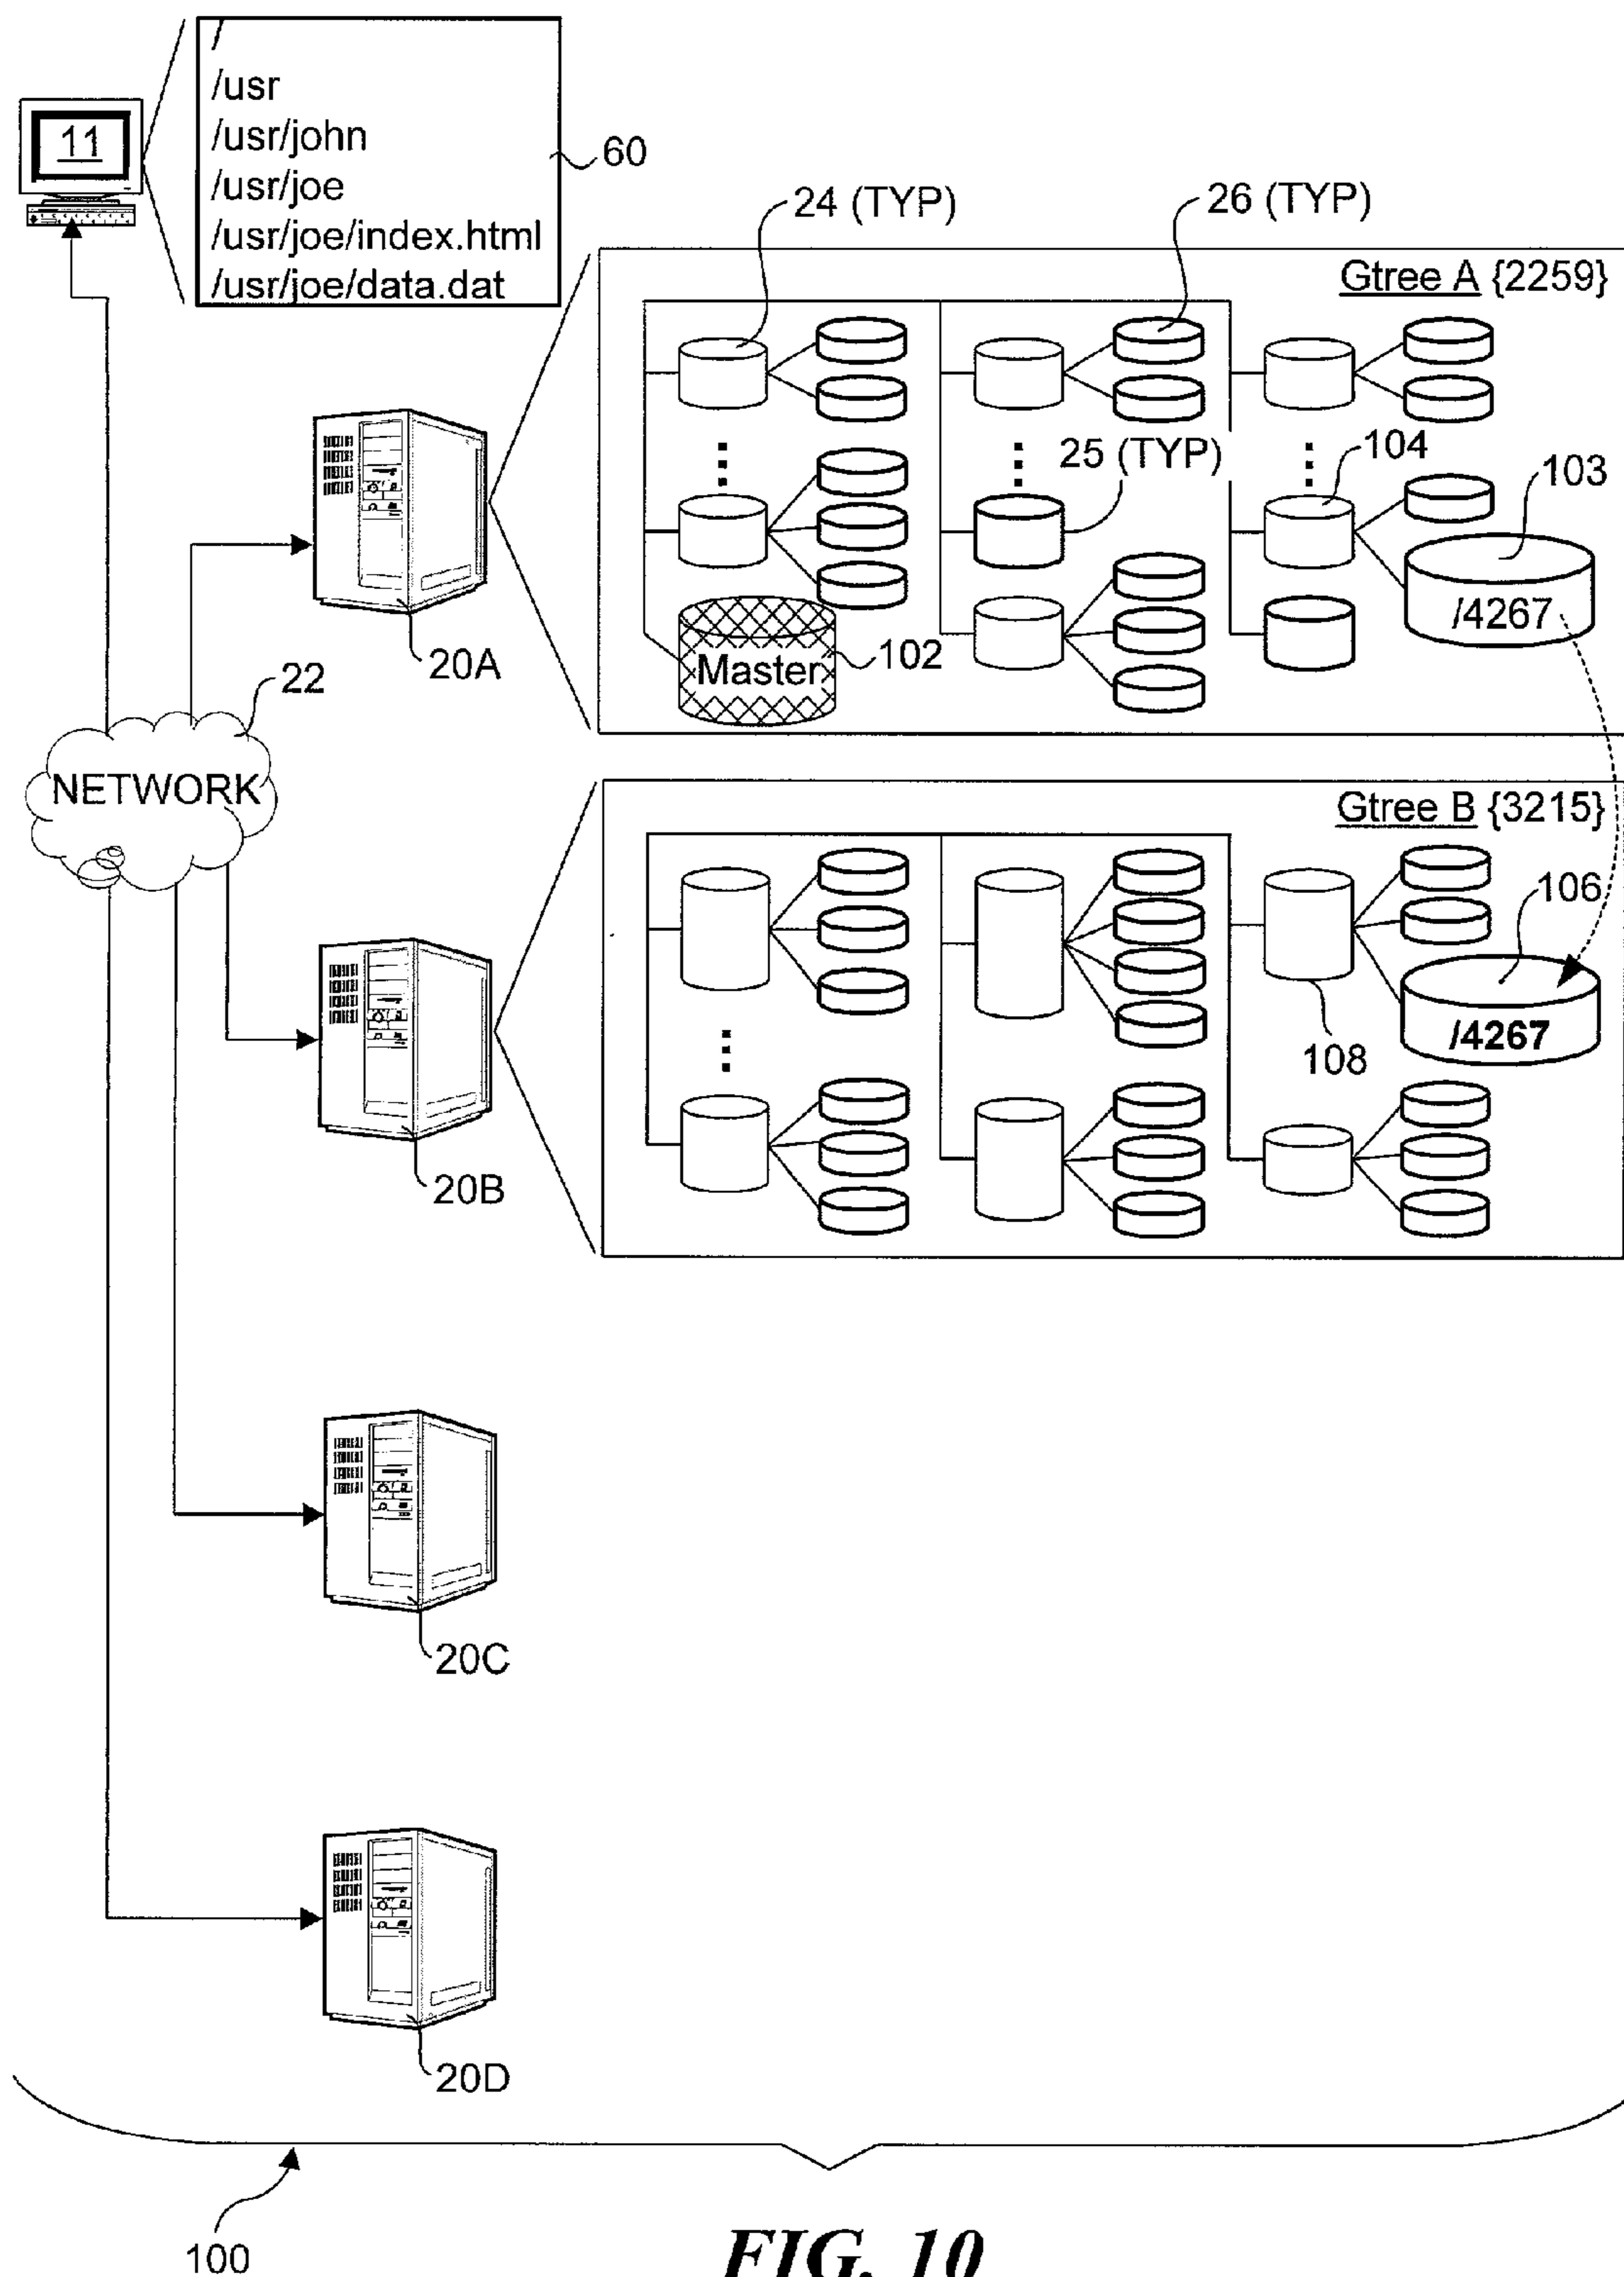 /
/usr
/usr/john
/usr/joe
/usr/joe/index.html
/usr/joe/data.dat
11
60
24 (TYP)
26 (TYP)
Gtree A {2259}
25 (TYP)
104
103
/4267
Master
102
20A
22
NETWORK
Gtree B {3215}
106
/4267
108
20B
20C
20D
100
FIG. 10